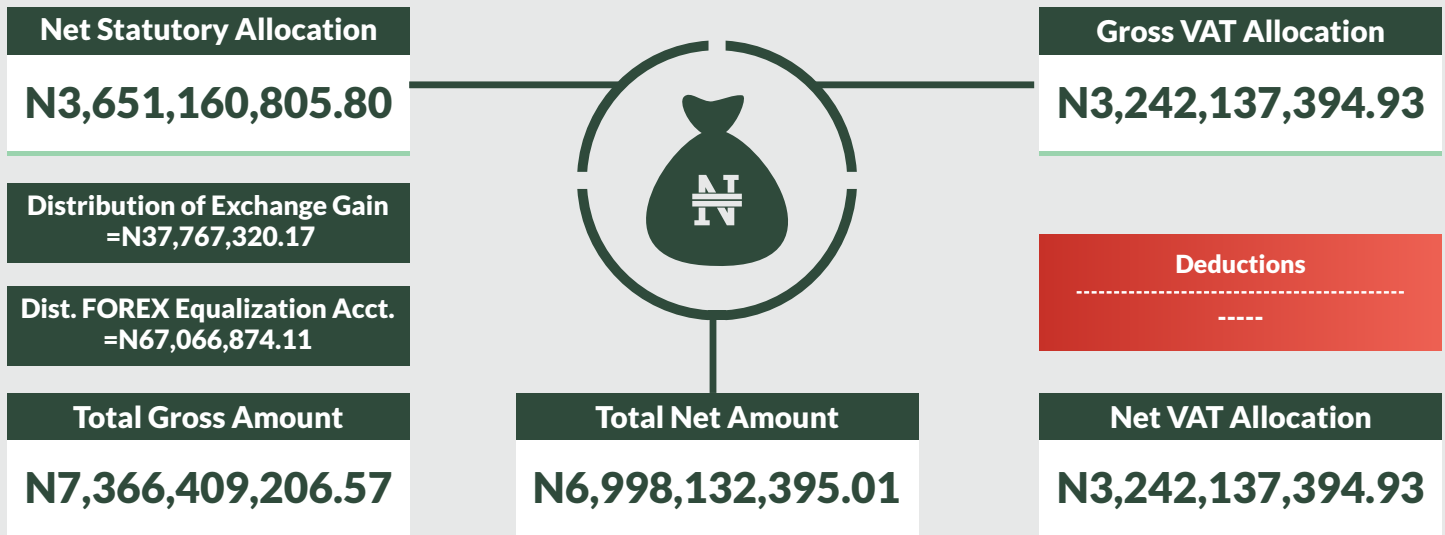 Net Statutory Allocation
N3,651,160,805.80
Distribution of Exchange Gain
=N37,767,320.17
Dist. FOREX Equalization Acct.
=N67,066,874.11
Total Gross Amount
N7,366,409,206.57
₦
Total Net Amount
N6,998,132,395.01
Gross VAT Allocation
N3,242,137,394.93
Deductions
--------------------------------------------
-----
Net VAT Allocation
N3,242,137,394.93